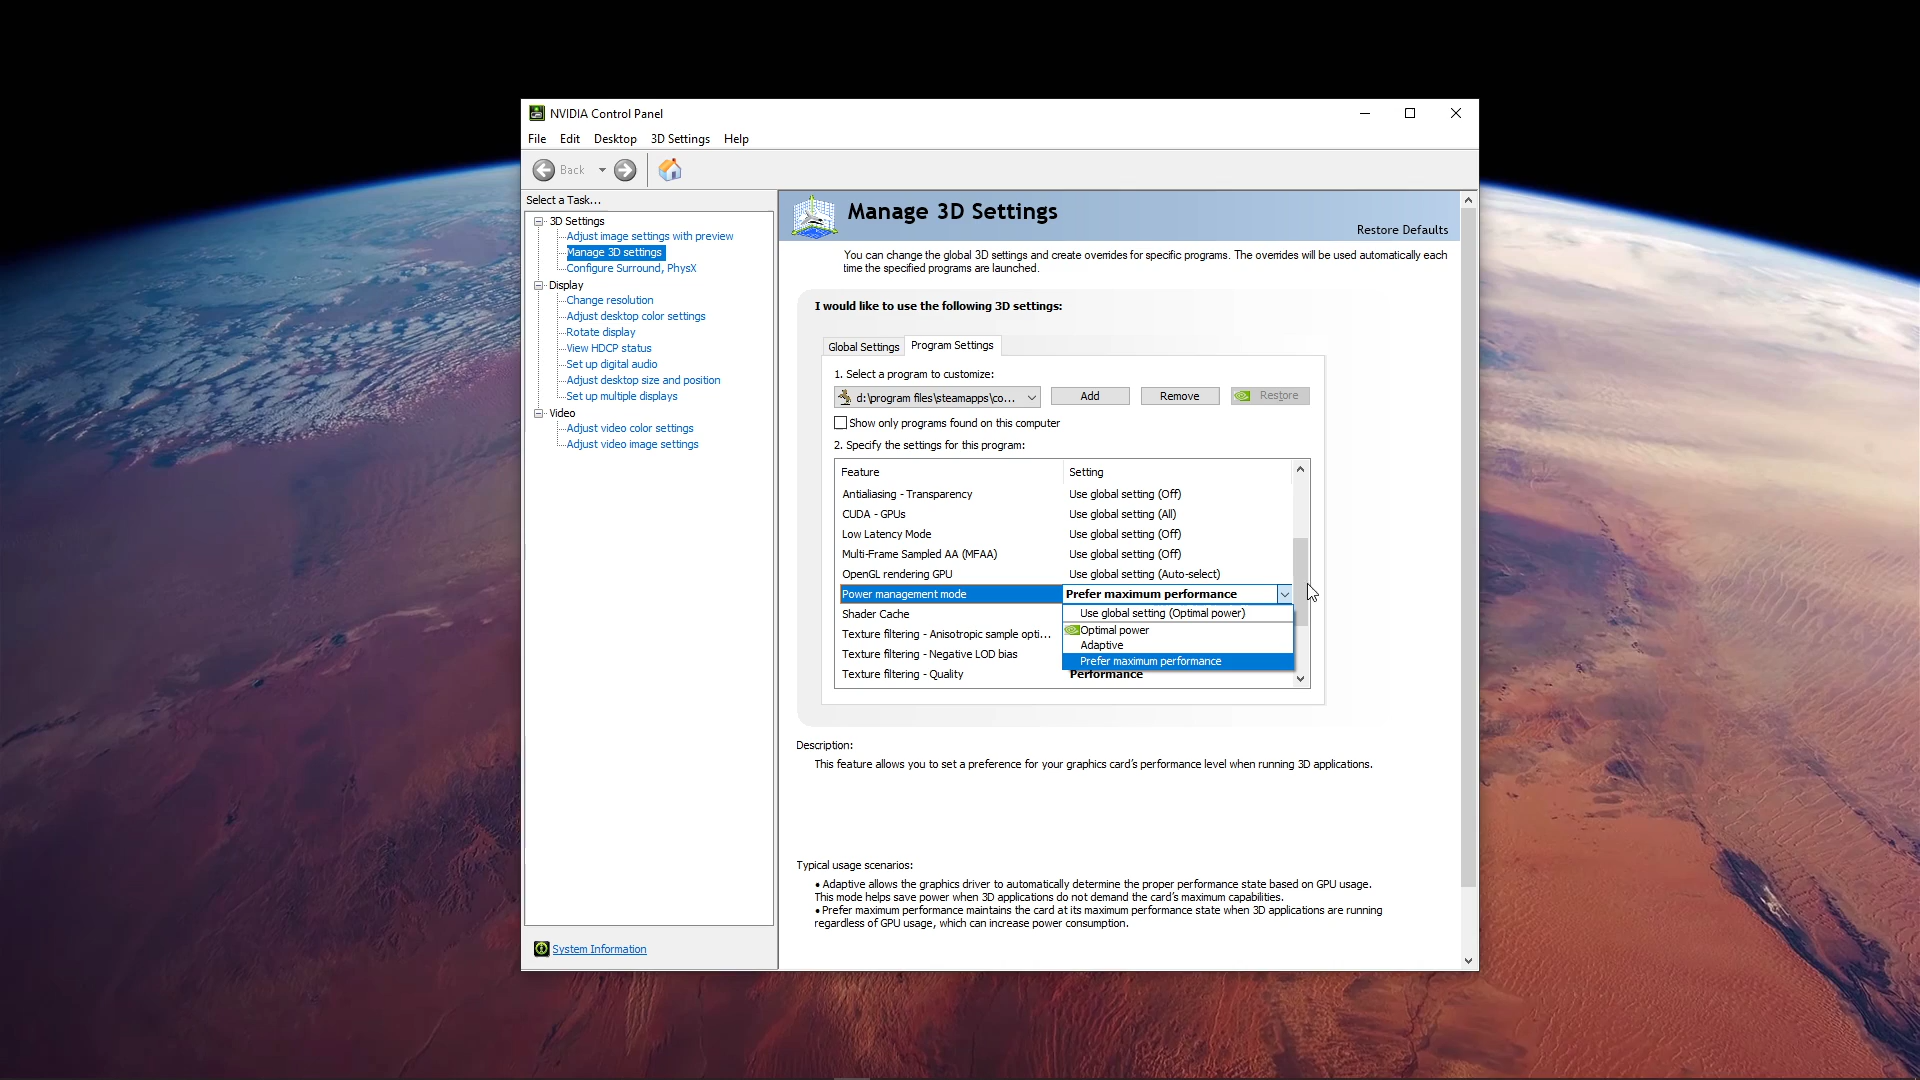 NVIDIA Control Panel
File Edit Desktop 3D Settings Help
Back
Select a Task...
3D Settings
Adjust image settings with preview
Manage 3D settings
Configure Surround, PhysX
Display
Change resolution
Adjust desktop color settings
Rotate display
View HDCP status
Set up digital audio
Adjust desktop size and position
Set up multiple displays
Video
Adjust video color settings
Adjust video image settings
System Information
Manage 3D Settings
Restore Defaults
You can change the global 3D settings and create overrides for specific programs. The overrides will be used automatically each
time the specified programs are launched.
I would like to use the following 3D settings:
Global Settings Program Settings
1. Select a program to customize:
d:\program files\steamapps\co... Add Remove Restore
Show only programs found on this computer
2. Specify the settings for this program:
Feature Setting
Antialiasing - Transparency Use global setting (Off)
CUDA - GPUs Use global setting (All)
Low Latency Mode Use global setting (Off)
Multi-Frame Sampled AA (MFAA) Use global setting (Off)
OpenGL rendering GPU Use global setting (Auto-select)
Power management mode Prefer maximum performance
Shader Cache Use global setting (Optimal power)
Texture filtering - Anisotropic sample opti... Optimal power
Adaptive
Texture filtering - Negative LOD bias Prefer maximum performance
Texture filtering - Quality Performance
Description:
This feature allows you to set a preference for your graphics card's performance level when running 3D applications.
Typical usage scenarios:
• Adaptive allows the graphics driver to automatically determine the proper performance state based on GPU usage.
This mode helps save power when 3D applications do not demand the card's maximum capabilities.
• Prefer maximum performance maintains the card at its maximum performance state when 3D applications are running
regardless of GPU usage, which can increase power consumption.